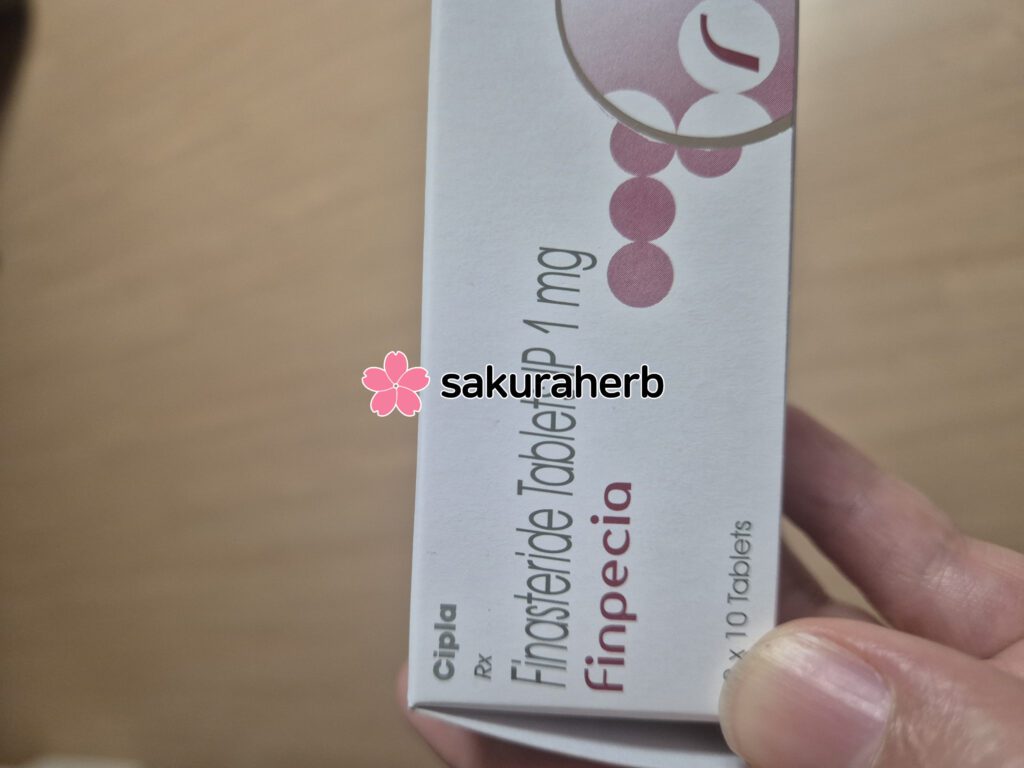 Cipla
Rx
Finasteride Tablets IP 1 mg
Finpecia
x 10 Tablets
sakuraherb